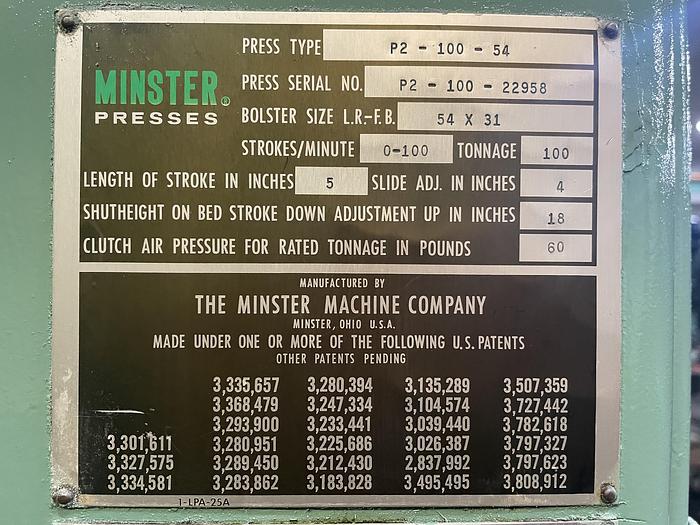 PRESS TYPE P2 - 100 - 54
MINSTER®
PRESSES
PRESS SERIAL NO. P2 - 100 - 22958
BOLSTER SIZE L.R.-F.B. 54 X 31
STROKES/MINUTE 0-100 TONNAGE 100
LENGTH OF STROKE IN INCHES 5 SLIDE ADJ. IN INCHES 4
SHUTHEIGHT ON BED STROKE DOWN ADJUSTMENT UP IN INCHES 18
CLUTCH AIR PRESSURE FOR RATED TONNAGE IN POUNDS 60
MANUFACTURED BY
THE MINSTER MACHINE COMPANY
MINSTER, OHIO U.S.A.
MADE UNDER ONE OR MORE OF THE FOLLOWING U.S. PATENTS
OTHER PATENTS PENDING
3,335,657 3,280,394 3,135,289 3,507,359
3,368,479 3,247,334 3,104,574 3,727,442
3,293,900 3,233,441 3,039,440 3,782,618
3,301,611 3,280,951 3,225,686 3,026,387 3,797,327
3,327,575 3,289,450 3,212,430 2,837,992 3,797,623
3,334,581 3,283,862 3,183,828 3,495,495 3,808,912
1-LPA-25A